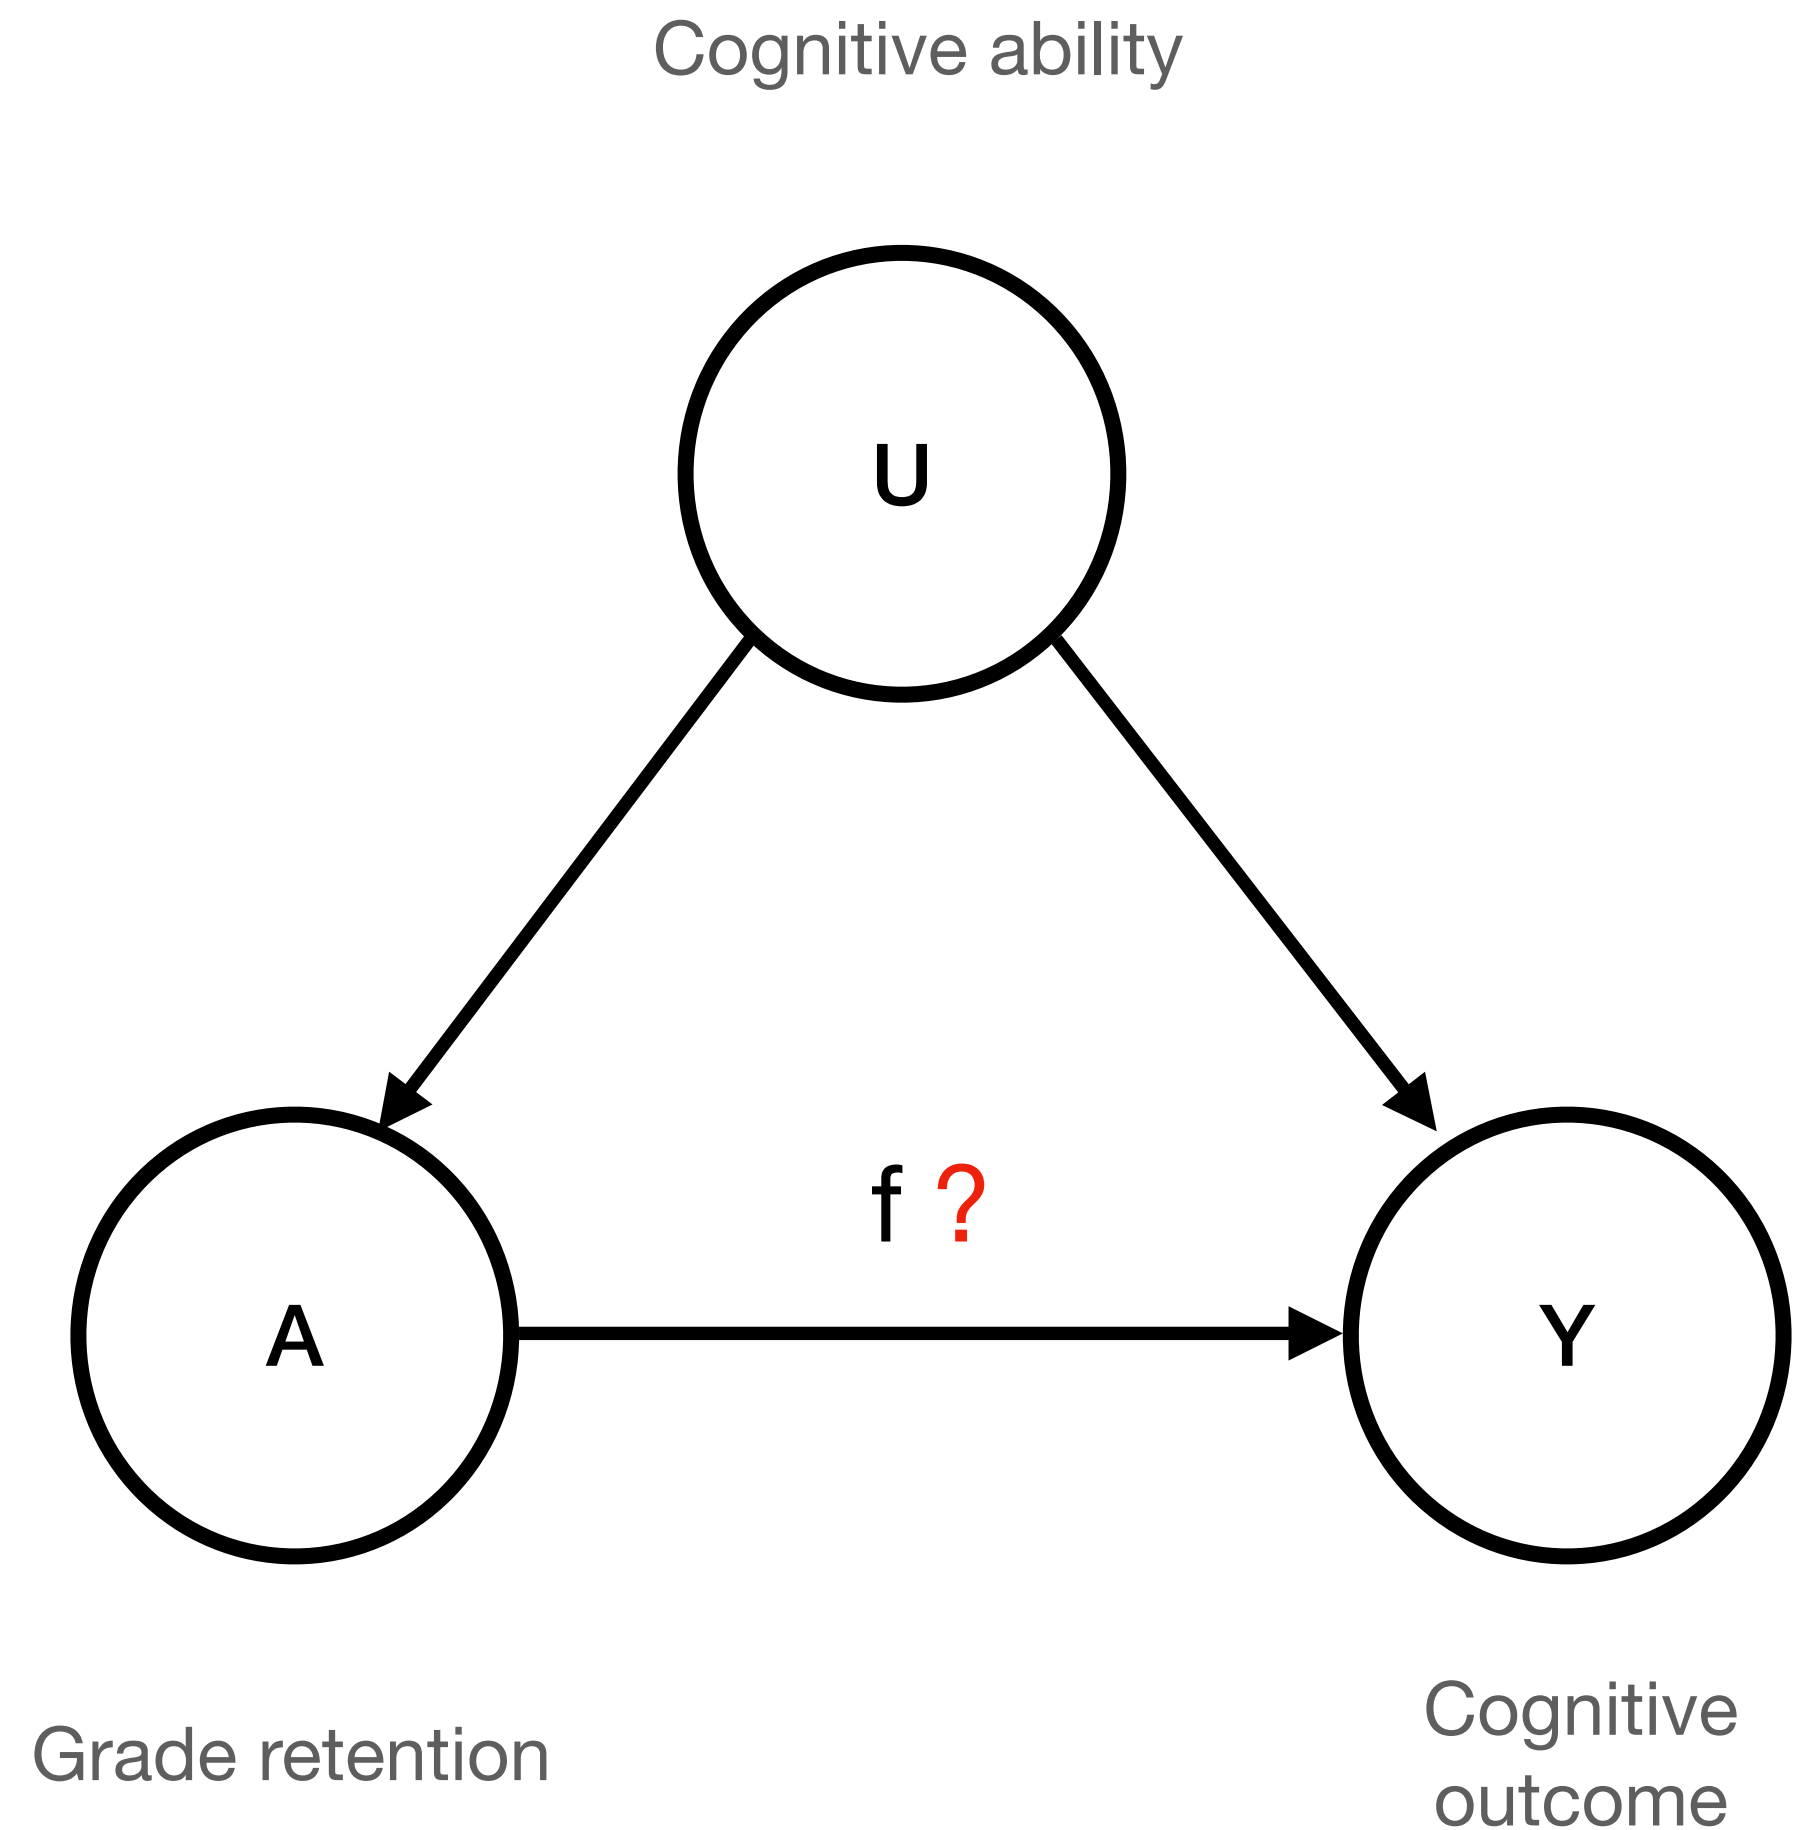 Cognitive ability
U
f ?
A
Y
Grade retention
Cognitive
outcome